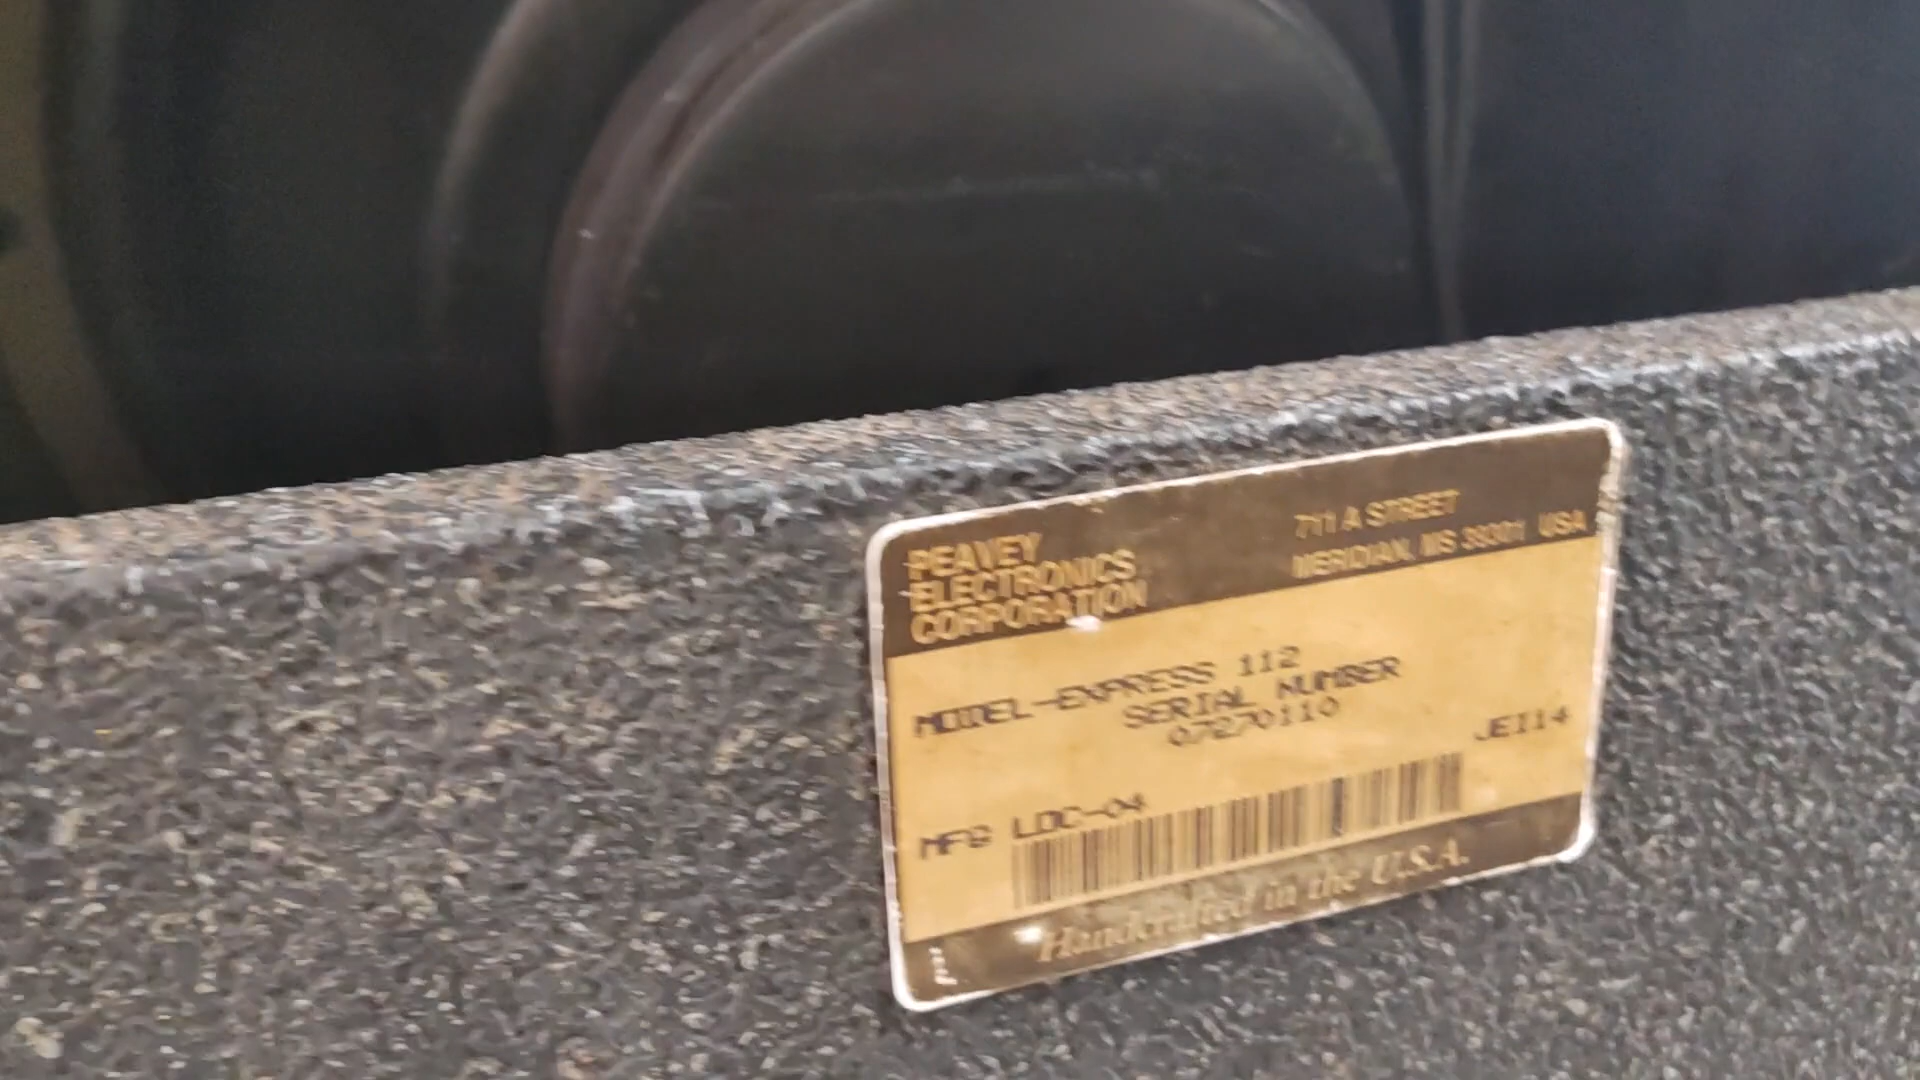 PEAVEY
ELECTRONICS
CORPORATION
711 A STREET
MERIDIAN, MS 39301 USA
MODEL-EXPRESS 112
SERIAL NUMBER
07270110
JE114
MFG LOC-04
Handcrafted in the U.S.A.